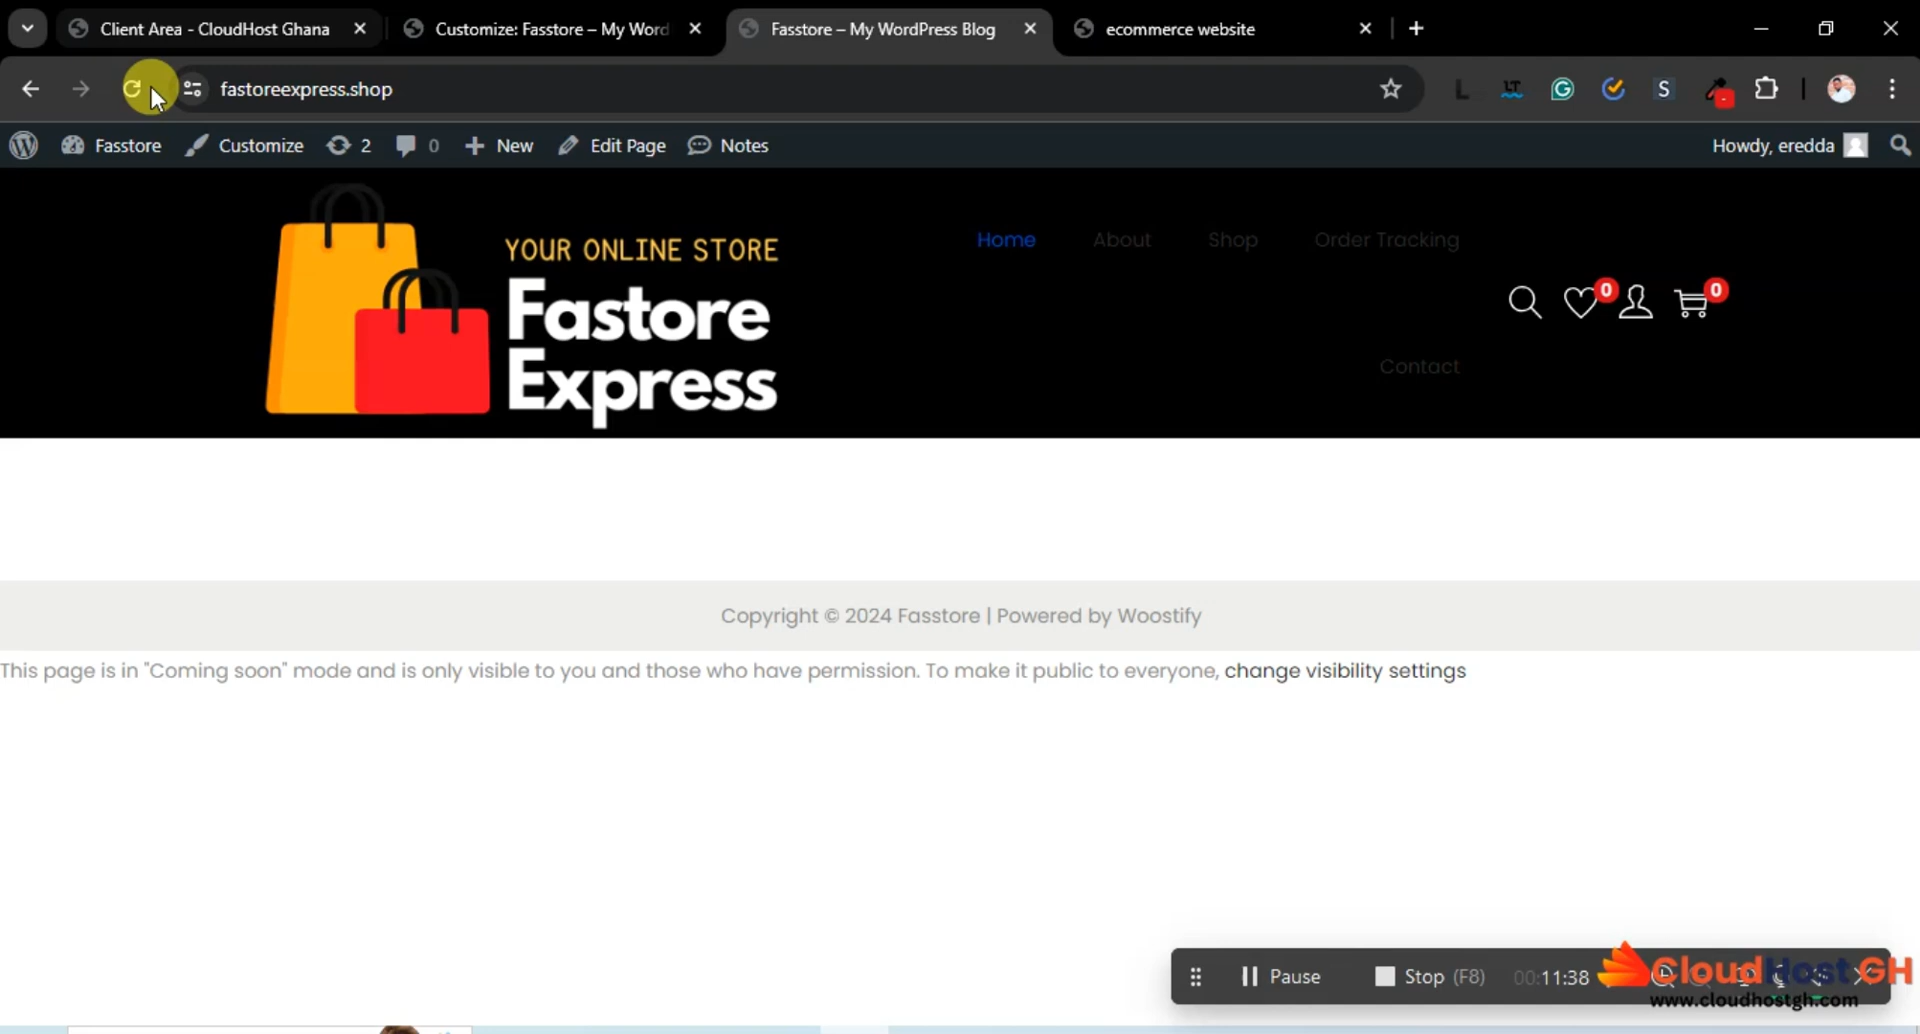 Client Area - CloudHost Ghana
Customize: Fasstore – My Word
Fasstore – My WordPress Blog
ecommerce website
fastoreexpress.shop
Fasstore
Customize
2
0
New
Edit Page
Notes
Howdy, eredda
YOUR ONLINE STORE
Fastore
Express
Home
About
Shop
Order Tracking
Contact
0
0
Copyright © 2024 Fasstore | Powered by Woostify
This page is in "Coming soon" mode and is only visible to you and those who have permission. To make it public to everyone, change visibility settings
Pause
Stop (F8)
00:11:38
CloudHost GH
www.cloudhostgh.com